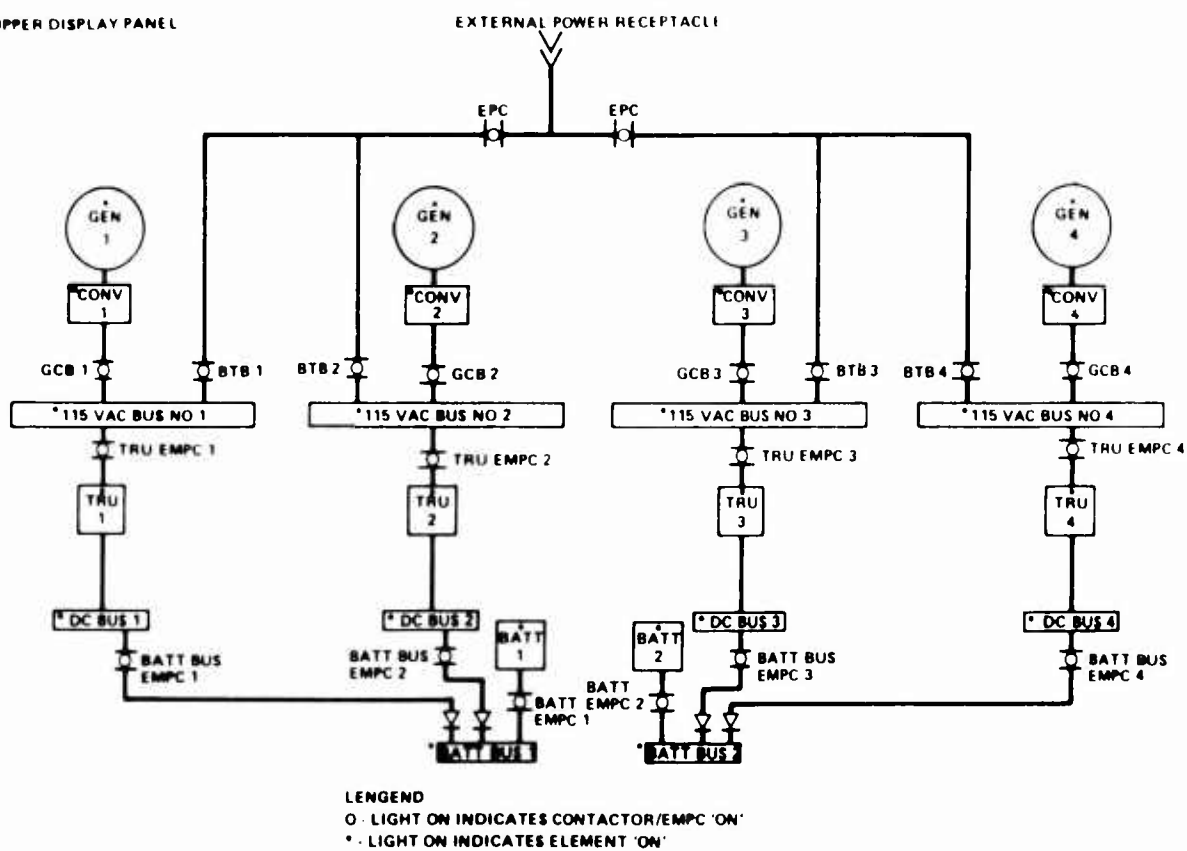 UPPER DISPLAY PANEL
EXTERNAL POWER RECEPTACLE
EPC
EPC
GEN
1
GEN
2
GEN
3
GEN
4
CONV
1
CONV
2
CONV
3
CONV
4
GCB 1
BTB 1
BTB 2
GCB 2
GCB 3
BTB 3
BTB 4
GCB 4
*115 VAC BUS NO 1
*115 VAC BUS NO 2
*115 VAC BUS NO 3
*115 VAC BUS NO 4
TRU EMPC 1
TRU EMPC 2
TRU EMPC 3
TRU EMPC 4
TRU
1
TRU
2
TRU
3
TRU
4
* DC BUS 1
* DC BUS 2
* DC BUS 3
* DC BUS 4
BATT
1
BATT
2
BATT BUS
EMPC 1
BATT BUS
EMPC 2
BATT BUS
EMPC 3
BATT BUS
EMPC 4
BATT
EMPC 1
BATT
EMPC 2
*BATT BUS 1
*BATT BUS 2
LENGEND
O - LIGHT ON INDICATES CONTACTOR/EMPC 'ON'
* - LIGHT ON INDICATES ELEMENT 'ON'